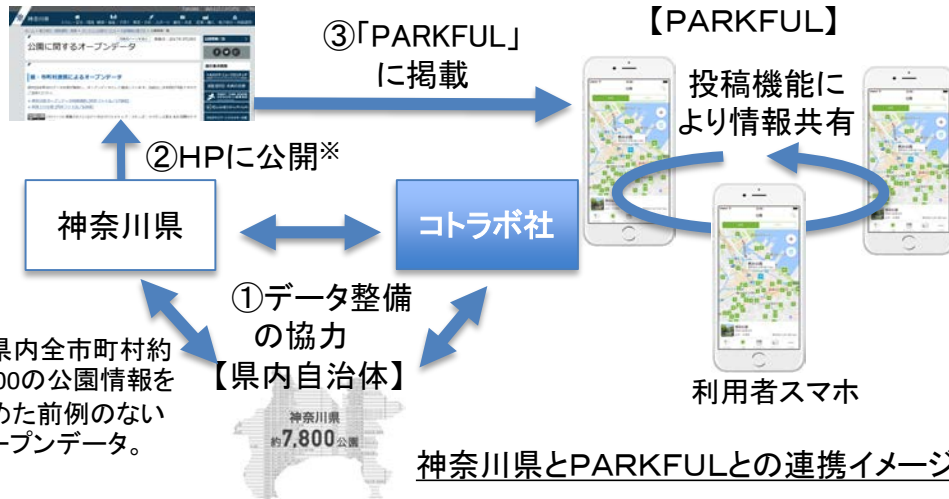 神奈川県
公園に関するオープンデータ
③「PARKFUL」
に掲載
【PARKFUL】
投稿機能に
より情報共有
②HPに公開※
神奈川県
コトラボ社
①データ整備
の協力
県内全市町村約
00の公園情報を
めた前例のない
ープンデータ。
【県内自治体】
神奈川県
約7,800公園
利用者スマホ
神奈川県とPARKFULとの連携イメージ